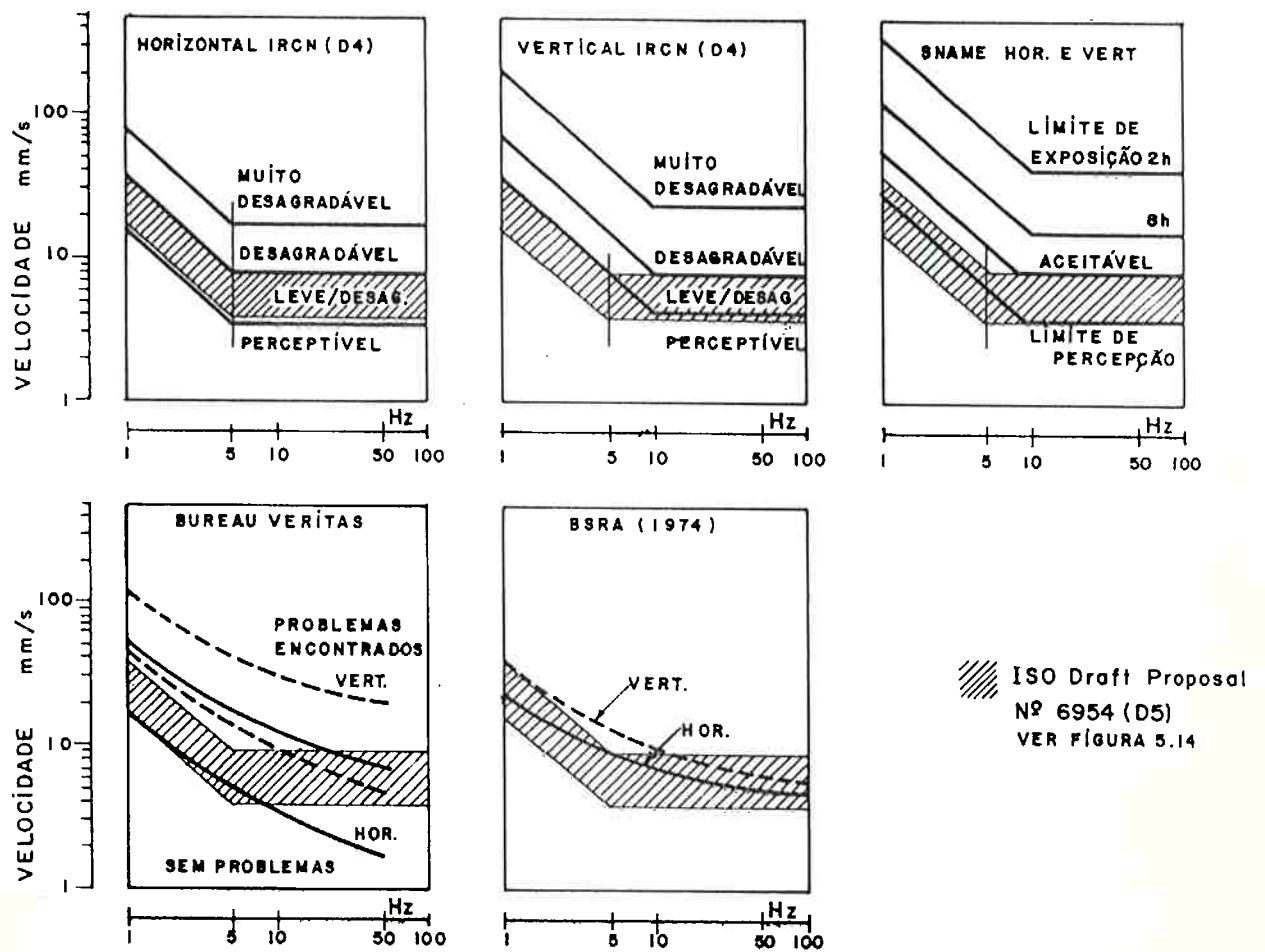 HORIZONTAL IRCN (D4)
100
10
1
VELOCIDADE mm/s
MUITO
DESAGRADÁVEL
DESAGRADÁVEL
LEVE/DESAG.
PERCEPTÍVEL
Hz
1 5 10 50 100
VERTICAL IRCN (D4)
MUITO
DESAGRADÁVEL
DESAGRADÁVEL
LEVE/DESAG
PERCEPTÍVEL
Hz
1 5 10 50 100
SNAME HOR. E VERT
LÍMITE DE
EXPOSIÇÃO 2h
8h
ACEITÁVEL
LÍMITE DE
PERCEPÇÃO
Hz
1 5 10 50 100
BUREAU VERITAS
100
10
1
VELOCIDADE mm/s
PROBLEMAS
ENCONTRADOS
VERT.
HOR.
SEM PROBLEMAS
Hz
1 5 10 50 100
BSRA (1974)
VERT.
HOR.
Hz
1 5 10 50 100
ISO Draft Proposal
Nº 6954 (D5)
VER FÍGURA 5.14